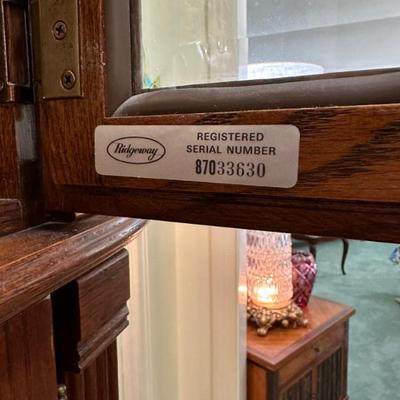 Ridgeway
REGISTERED
SERIAL NUMBER
87033630